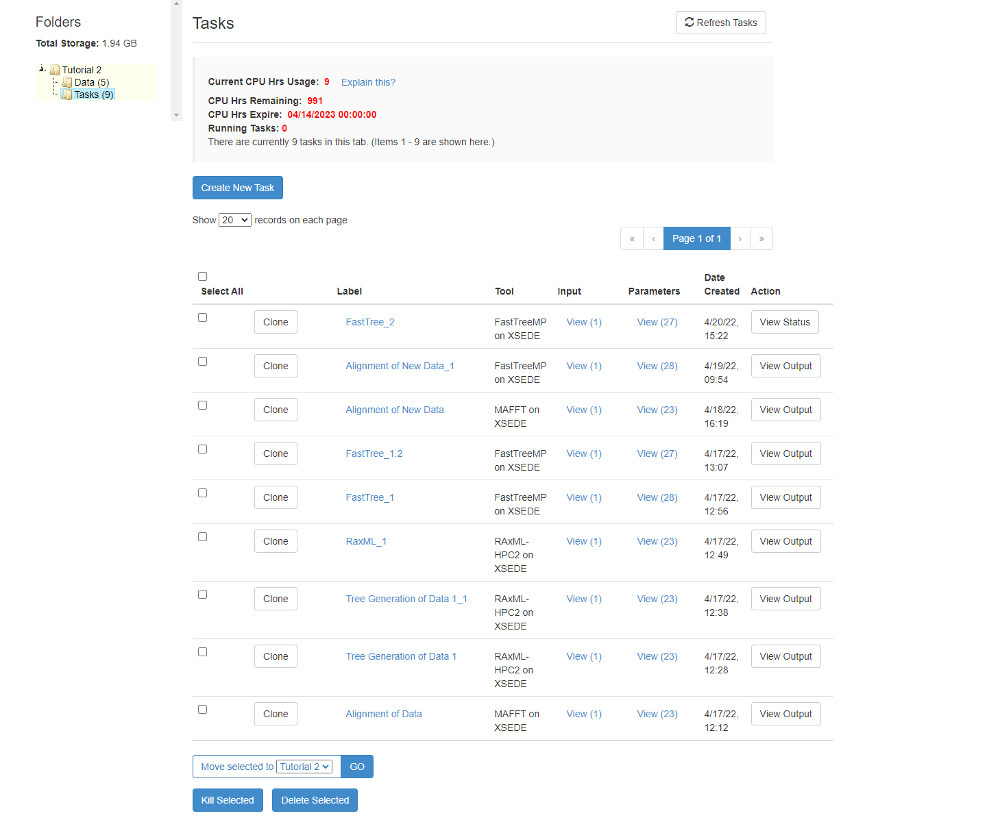 Folders
Total Storage: 1.94 GB
Tutorial 2
Data (5)
Tasks (9)
Tasks
Refresh Tasks
Current CPU Hrs Usage: 9 Explain this?
CPU Hrs Remaining: 991
CPU Hrs Expire: 04/14/2023 00:00:00
Running Tasks: 0
There are currently 9 tasks in this tab. (Items 1 - 9 are shown here.)
Create New Task
Show 20 records on each page
« ‹ Page 1 of 1 › »
Date
Select All Label Tool Input Parameters Created Action
Clone FastTree_2 FastTreeMP View (1) View (27) 4/20/22, View Status
on XSEDE 15:22
Clone Alignment of New Data_1 FastTreeMP View (1) View (28) 4/19/22, View Output
on XSEDE 09:54
Clone Alignment of New Data MAFFT on View (1) View (23) 4/18/22, View Output
XSEDE 16:19
Clone FastTree_1.2 FastTreeMP View (1) View (27) 4/17/22, View Output
on XSEDE 13:07
Clone FastTree_1 FastTreeMP View (1) View (28) 4/17/22, View Output
on XSEDE 12:56
Clone RaxML_1 RAxML- View (1) View (23) 4/17/22, View Output
HPC2 on 12:49
XSEDE
Clone Tree Generation of Data 1_1 RAxML- View (1) View (23) 4/17/22, View Output
HPC2 on 12:38
XSEDE
Clone Tree Generation of Data 1 RAxML- View (1) View (23) 4/17/22, View Output
HPC2 on 12:28
XSEDE
Clone Alignment of Data MAFFT on View (1) View (23) 4/17/22, View Output
XSEDE 12:12
Move selected to Tutorial 2 GO
Kill Selected Delete Selected